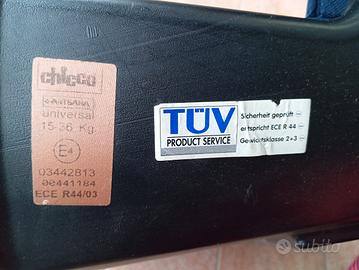 chicco
ARTSANA
universal
15-36 Kg
E4
03442813
00441184
ECE R44/03
TÜV
PRODUCT SERVICE
Sicherheit geprüft
entspricht ECE R 44
Gewichtsklasse 2+3
subito